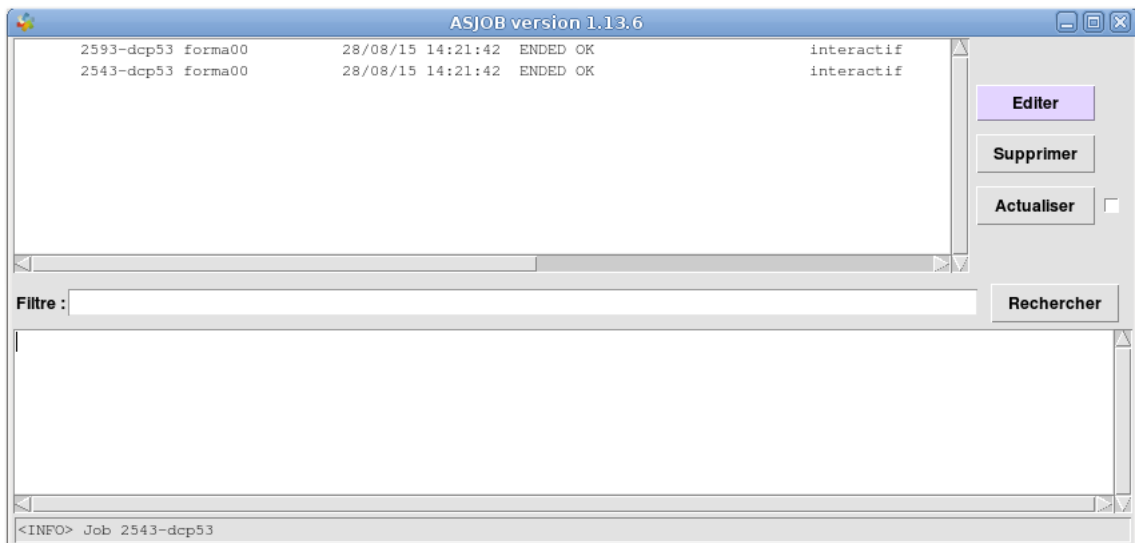 ASJOB version 1.13.6
2593-dcp53 forma00 28/08/15 14:21:42 ENDED OK interactif
2543-dcp53 forma00 28/08/15 14:21:42 ENDED OK interactif
Editer
Supprimer
Actualiser
Filtre :
Rechercher
<INFO> Job 2543-dcp53